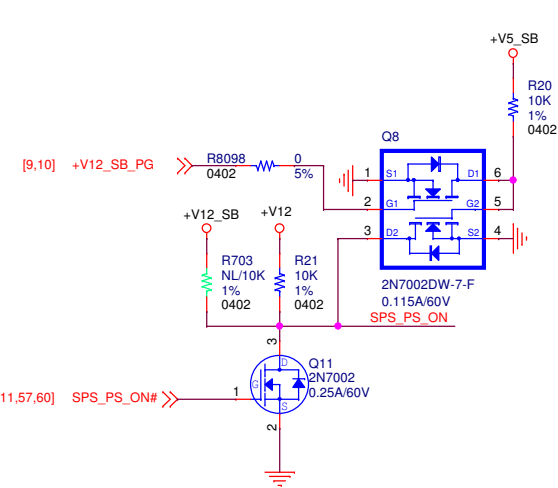 +V5_SB
R20
10K
1%
0402
Q8
[9,10] +V12_SB_PG
R8098
0402
0
5%
1 S1 D1 6
2 G1 G2 5
3 D2 S2 4
+V12_SB
+V12
R703
NL/10K
1%
0402
R21
10K
1%
0402
2N7002DW-7-F
0.115A/60V
SPS_PS_ON
3
D
Q11
2N7002
0.25A/60V
G
S
11,57,60] SPS_PS_ON#
1
2